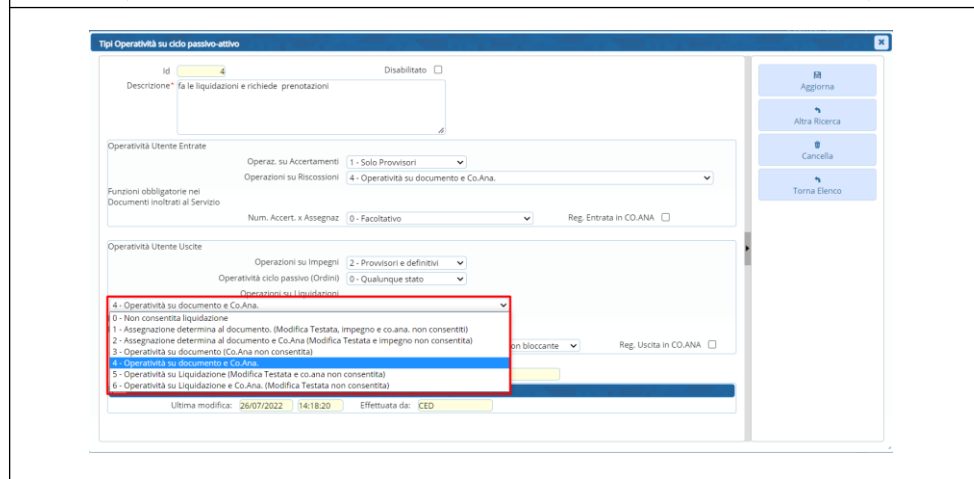 Tipi Operatività su ciclo passivo-attivo
Id 4 Disabilitato
Descrizione* fa le liquidazioni e richiede prenotazioni
Operatività Utente Entrate
Operaz. su Accertamenti 1 - Solo Provvisori
Operazioni su Riscossioni 4 - Operatività su documento e Co.Ana.
Funzioni obbligatorie nei
Documenti inoltrati al Servizio
Num. Accert. x Assegnaz 0 - Facoltativo Reg. Entrata in CO.ANA
Operatività Utente Uscite
Operazioni su Impegni 2 - Provvisori e definitivi
Operatività ciclo passivo (Ordini) 0 - Qualunque stato
Operazioni su Liquidazioni
4 - Operatività su documento e Co.Ana.
0 - Non consentita liquidazione
1 - Assegnazione determina al documento. (Modifica Testata, impegno e co.ana. non consentiti)
2 - Assegnazione determina al documento e Co.Ana (Modifica Testata e impegno non consentita)
3 - Operatività su documento (Co.Ana non consentita)
4 - Operatività su documento e Co.Ana.
5 - Operatività su Liquidazione (Modifica Testata e co.ana non consentita)
6 - Operatività su Liquidazione e Co.Ana. (Modifica Testata non consentita)
on bloccante Reg. Uscita in CO.ANA
Ultima modifica: 26/07/2022 14:18:20 Effettuata da: CED
Aggiorna
Altra Ricerca
Cancella
Torna Elenco